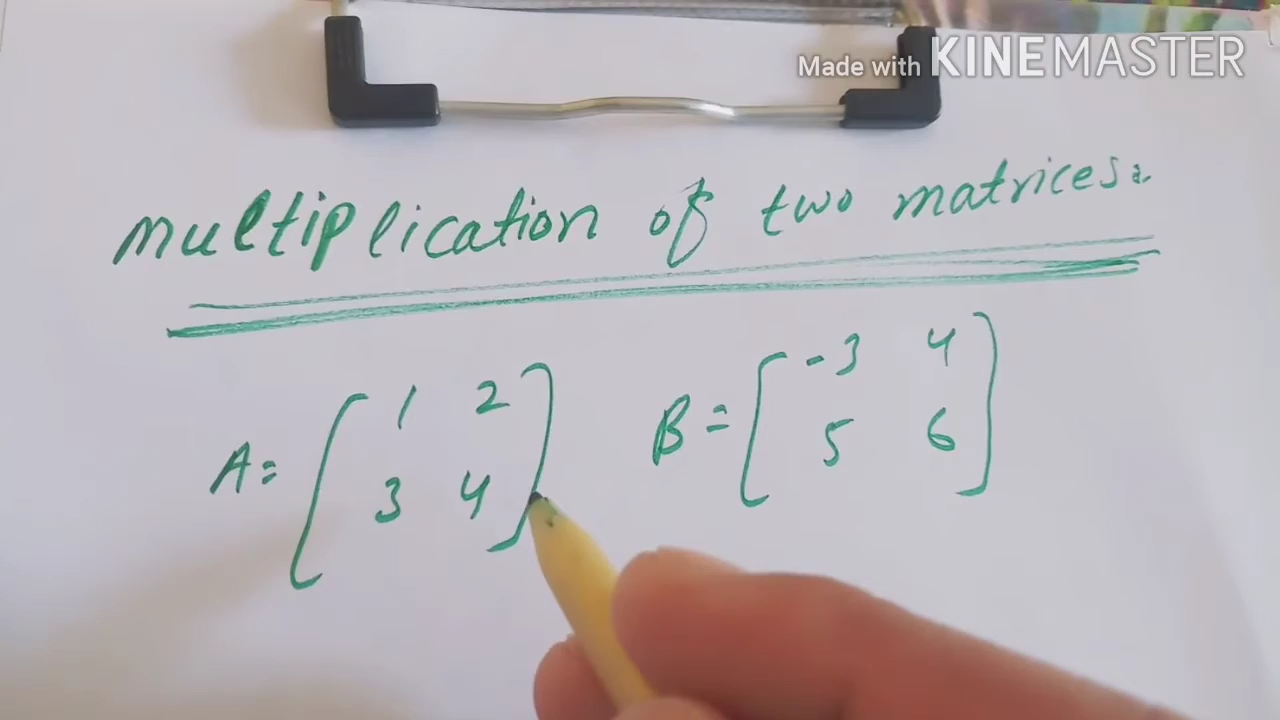 Made with KINEMASTER
multiplication of two matrices:
A= [ 1 2
3 4 ]
B= [ -3 4
5 6 ]